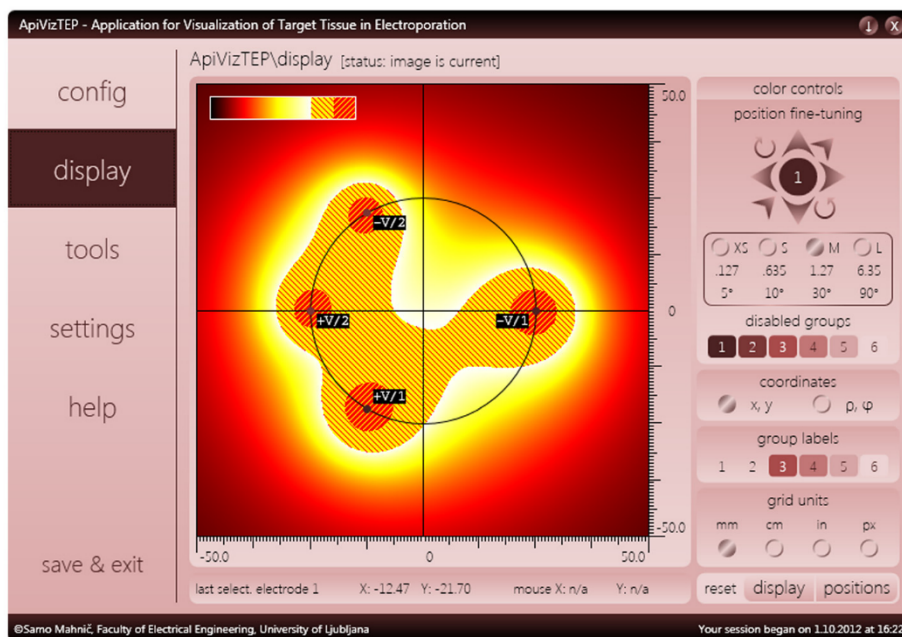 ApiVizTEP - Application for Visualization of Target Tissue in Electroporation
X
config
display
tools
settings
help
save & exit
ApiVizTEP\display [status: image is current]
-V/2
+V/2
-V/1
+V/1
50.0
0
-50.0
-50.0 0 50.0
last select. electrode 1 X: -12.47 Y: -21.70 mouse X: n/a Y: n/a
color controls
position fine-tuning
1
XS S M L
.127 .635 1.27 6.35
5° 10° 30° 90°
disabled groups
1 2 3 4 5 6
coordinates
x, y ρ, φ
group labels
1 2 3 4 5 6
grid units
mm cm in px
reset display positions
©Samo Mahnič, Faculty of Electrical Engineering, University of Ljubljana
Your session began on 1.10.2012 at 16:22